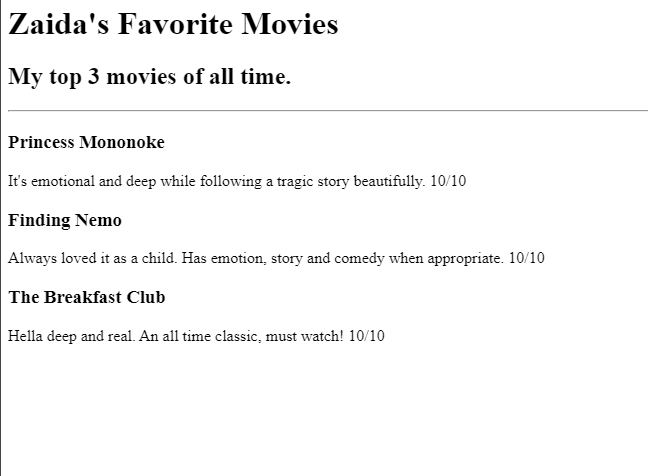 Zaida's Favorite Movies
My top 3 movies of all time.
Princess Mononoke
It's emotional and deep while following a tragic story beautifully. 10/10
Finding Nemo
Always loved it as a child. Has emotion, story and comedy when appropriate. 10/10
The Breakfast Club
Hella deep and real. An all time classic, must watch! 10/10